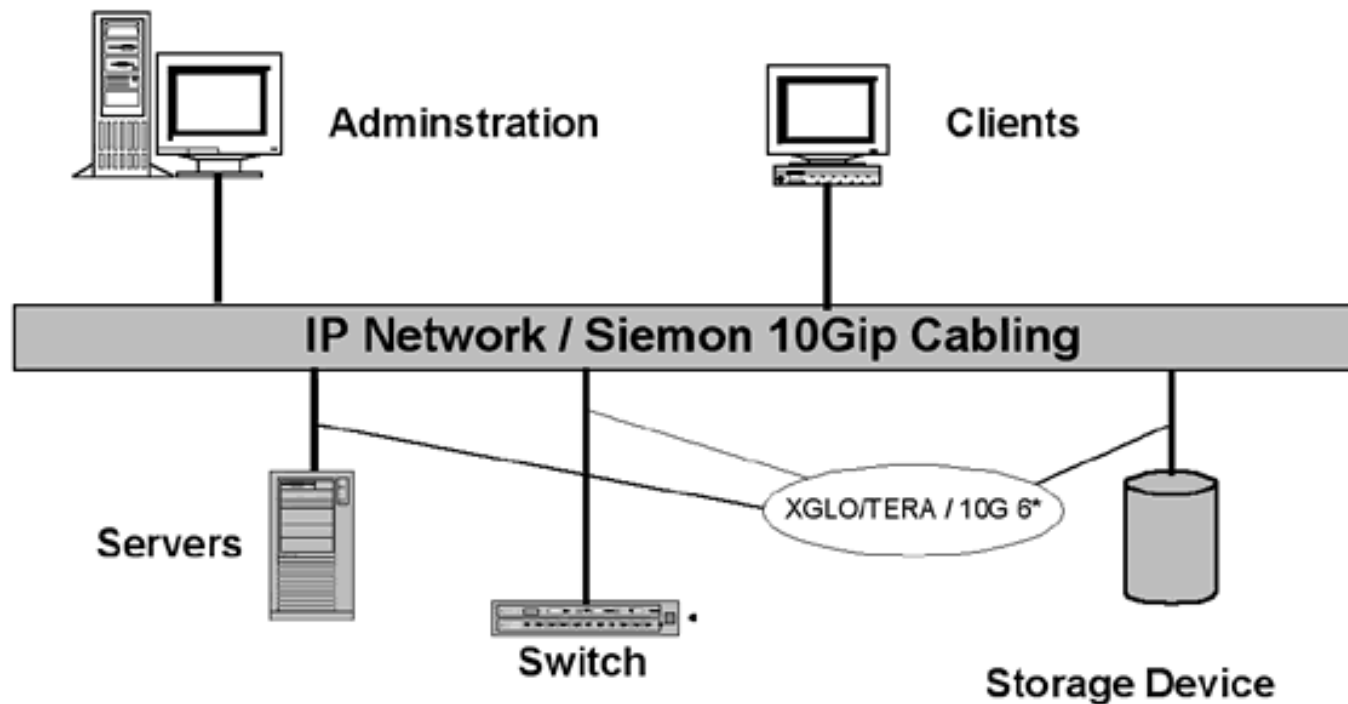 Adminstration
Clients
IP Network / Siemon 10Gip Cabling
XGLO/TERA / 10G 6*
Servers
Switch
Storage Device